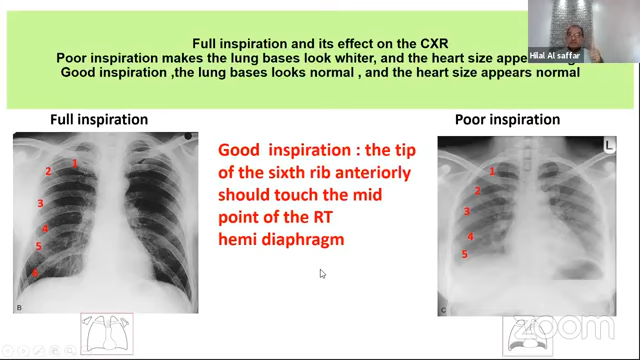 Full inspiration and its effect on the CXR
Poor inspiration makes the lung bases look whiter, and the heart size appe
Good inspiration ,the lung bases looks normal , and the heart size appears normal
Hilal Al saffar
Full inspiration
Poor inspiration
Good inspiration : the tip
of the sixth rib anteriorly
should touch the mid
point of the RT
hemi diaphragm
1
2
3
4
5
6
B
L
1
2
3
4
5
C
zoom